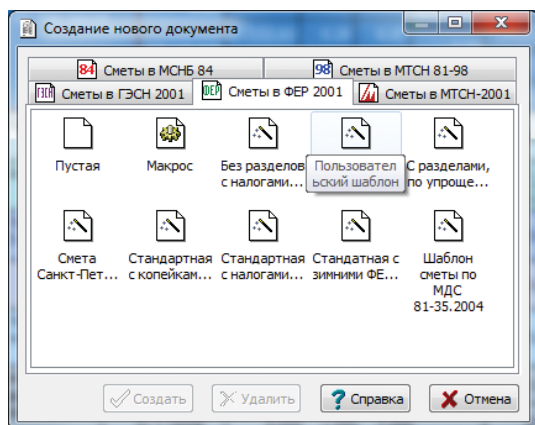 Создание нового документа
84 Сметы в МСНБ 84
98 Сметы в МТСН 81-98
ГЭСН Сметы в ГЭСН 2001
ФЕР Сметы в ФЕР 2001
Сметы в МТСН-2001
Пустая
Макрос
Без разделов
с налогами...
Пользовател
ьский шаблон
С разделами,
по упроще...
Смета
Санкт-Пет...
Стандартная
с копейкам...
Стандартная
с налогами...
Стандатная с
зимними ФЕ...
Шаблон
сметы по
МДС
81-35.2004
Создать
Удалить
? Справка
Отмена